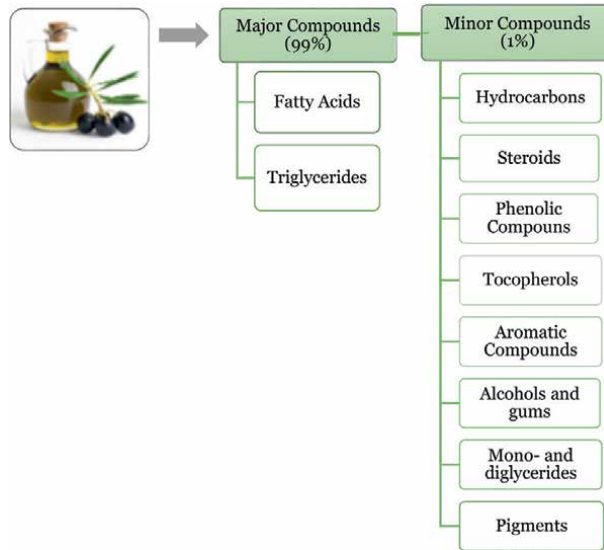 Major Compounds
(99%)
Minor Compounds
(1%)
Fatty Acids
Triglycerides
Hydrocarbons
Steroids
Phenolic
Compouns
Tocopherols
Aromatic
Compounds
Alcohols and
gums
Mono- and
diglycerides
Pigments